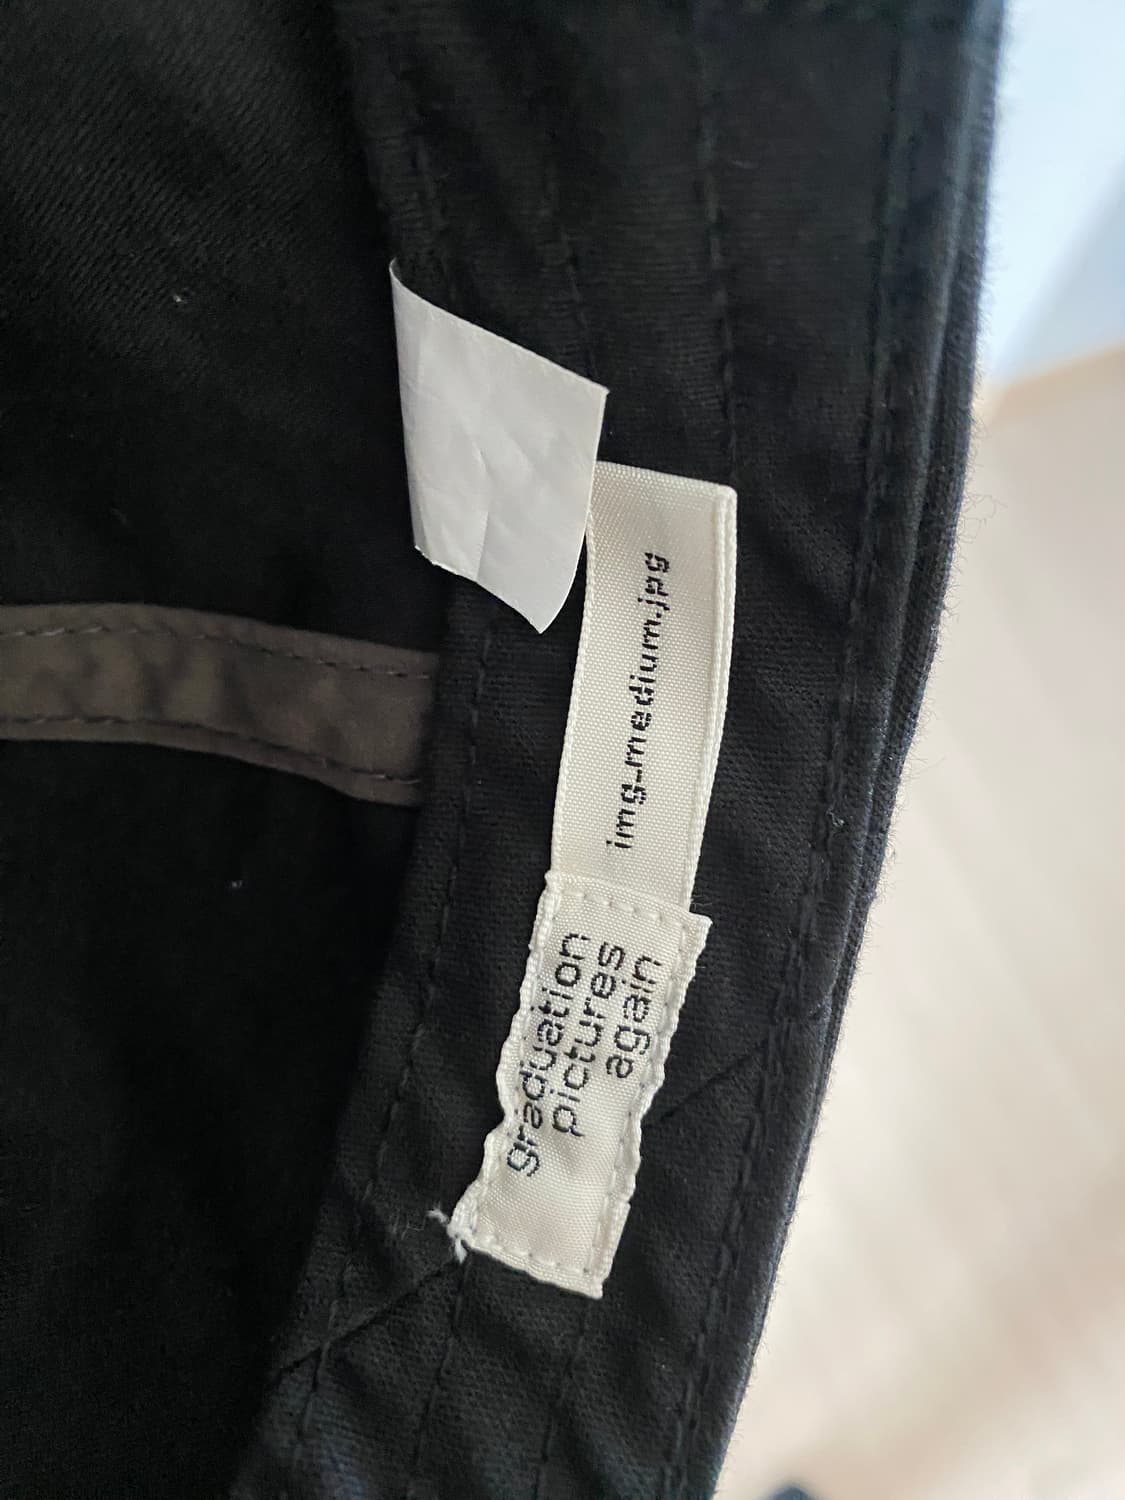 img_medium.jpg
graduation
pictures
again